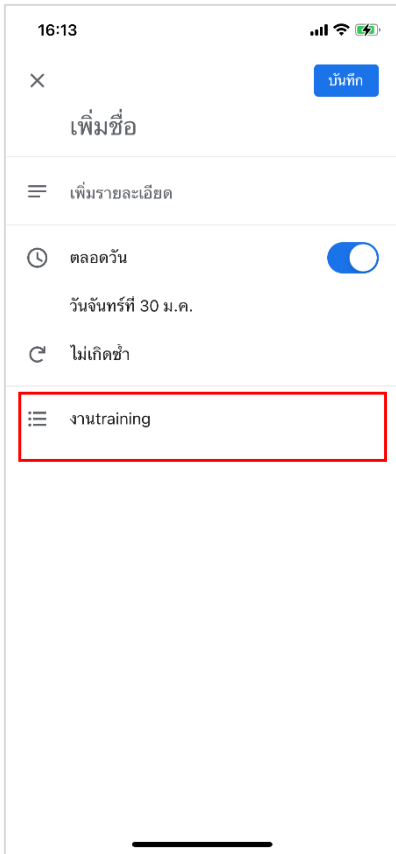 16:13
บันทึก
เพิ่มชื่อ
เพิ่มรายละเอียด
ตลอดวัน
วันจันทร์ที่ 30 ม.ค.
ไม่เกิดซ้ำ
งานtraining